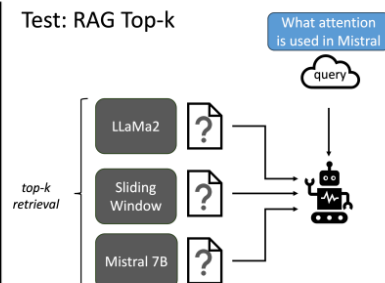 Test: RAG Top-k
What attention
is used in Mistral
query
LLaMa2
top-k
retrieval
Sliding
Window
Mistral 7B